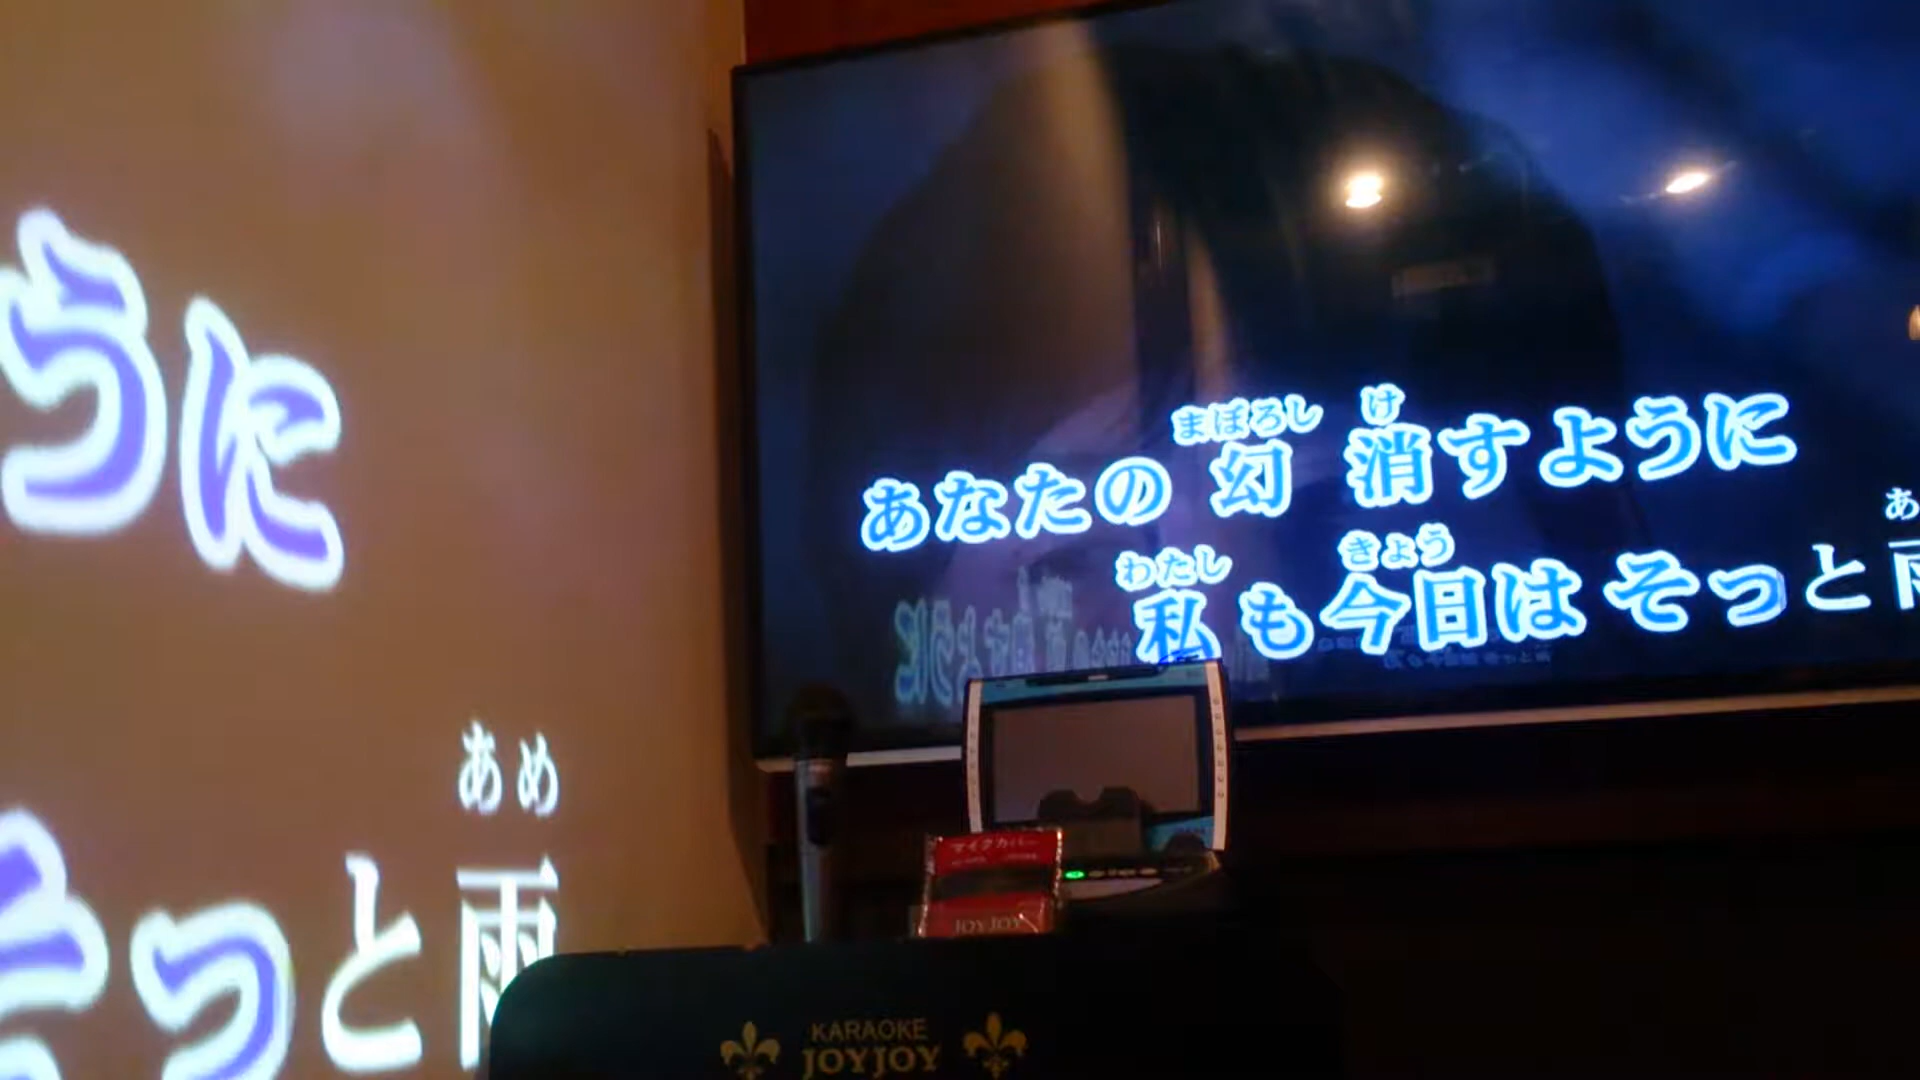 うに
あめ
そっと雨
まぼろし け
あなたの 幻 消すように
わたし きょう あ
私も今日は そっと雨
マイクカバー
JOYJOY
KARAOKE
JOYJOY